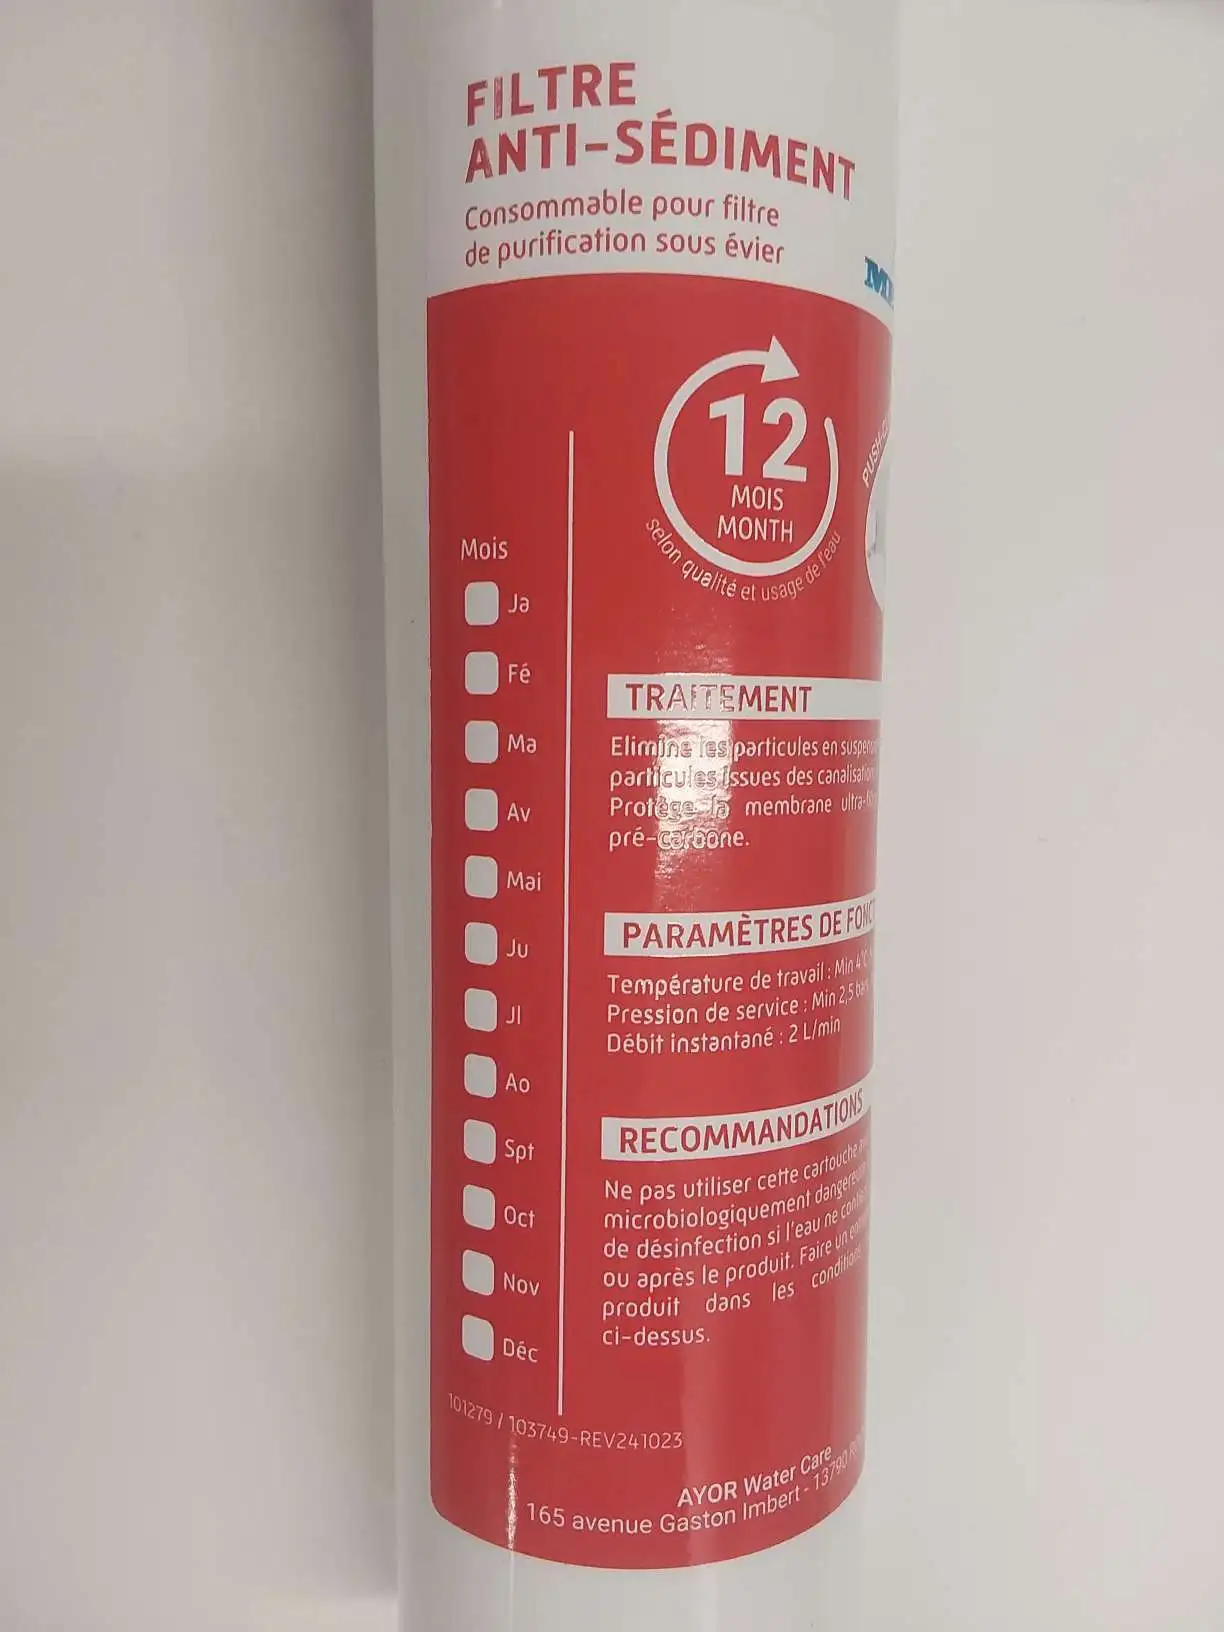 FILTRE
ANTI-SÉDIMENT
Consommable pour filtre
de purification sous évier
12
MOIS
MONTH
selon qualité et usage de l'eau
PUSH
Mois
Ja
Fé
Ma
Av
Mai
Ju
Jl
Ao
Spt
Oct
Nov
Déc
TRAITEMENT
Elimine les particules en
particules issues des
Protège la membrane
pré-carbone.
PARAMÈTRES DE
Température de travail : Min 4°C
Pression de service : Min 2,5
Débit instantané : 2 L/min
RECOMMANDATIONS
Ne pas utiliser cette cartouche
microbiologiquement
de désinfection si l'eau ne
ou après le produit. Faire un
produit dans les
ci-dessus.
101279 / 103749-REV241023
AYOR Water Care
165 avenue Gaston Imbert - 13790